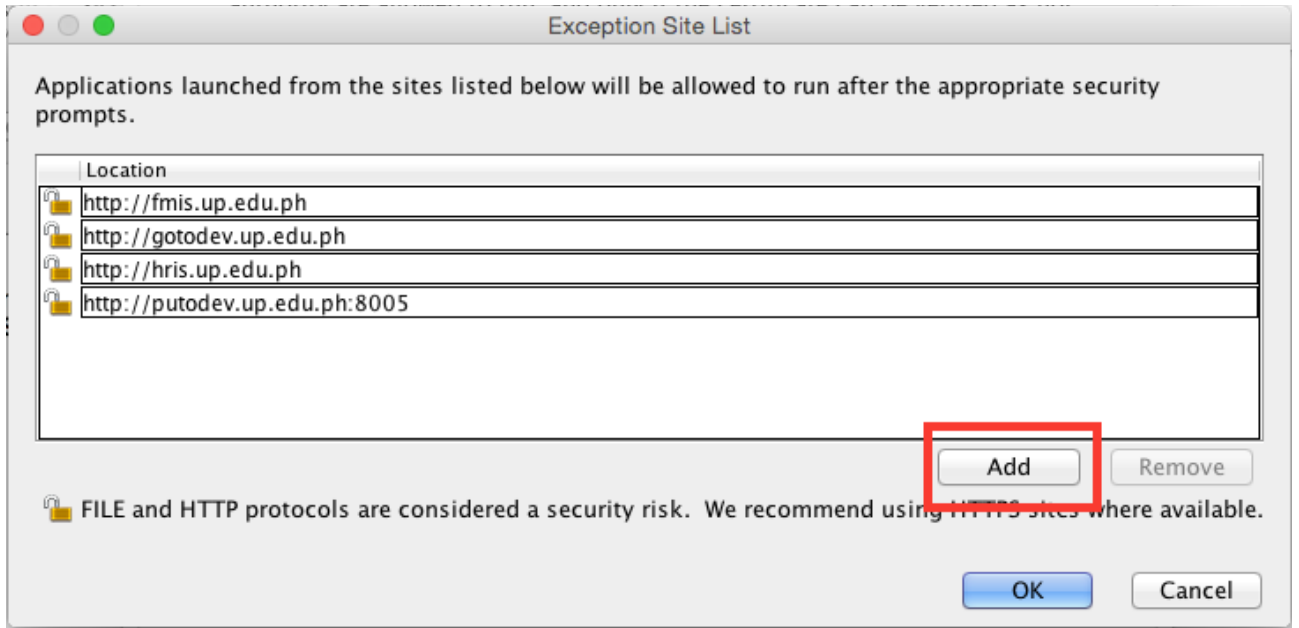 Exception Site List
Applications launched from the sites listed below will be allowed to run after the appropriate security
prompts.
Location
http://fmis.up.edu.ph
http://gotodev.up.edu.ph
http://hris.up.edu.ph
http://putodev.up.edu.ph:8005
Add Remove
FILE and HTTP protocols are considered a security risk. We recommend using HTTPS sites where available.
OK Cancel